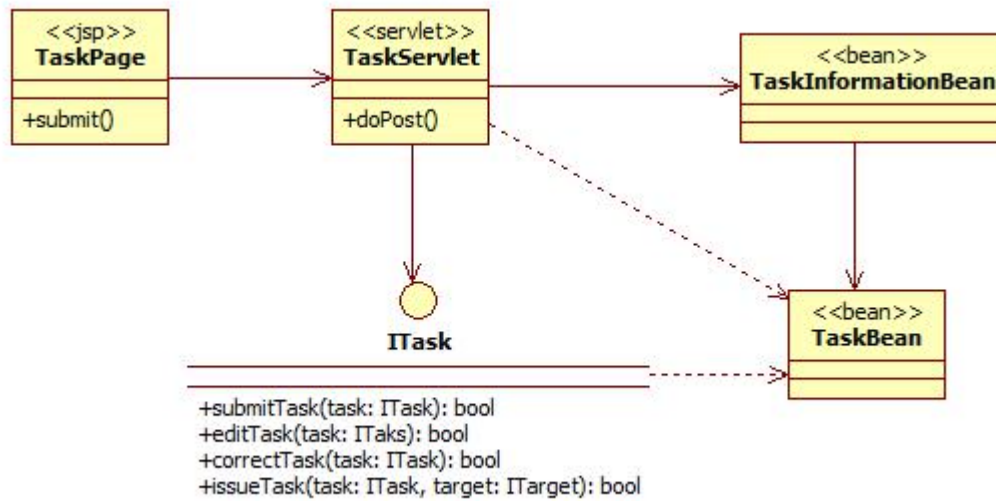 <<jsp>>
TaskPage
+submit()
<<servlet>>
TaskServlet
+doPost()
<<bean>>
TaskInformationBean
ITask
+submitTask(task: ITask): bool
+editTask(task: ITaks): bool
+correctTask(task: ITask): bool
+issueTask(task: ITask, target: ITarget): bool
<<bean>>
TaskBean